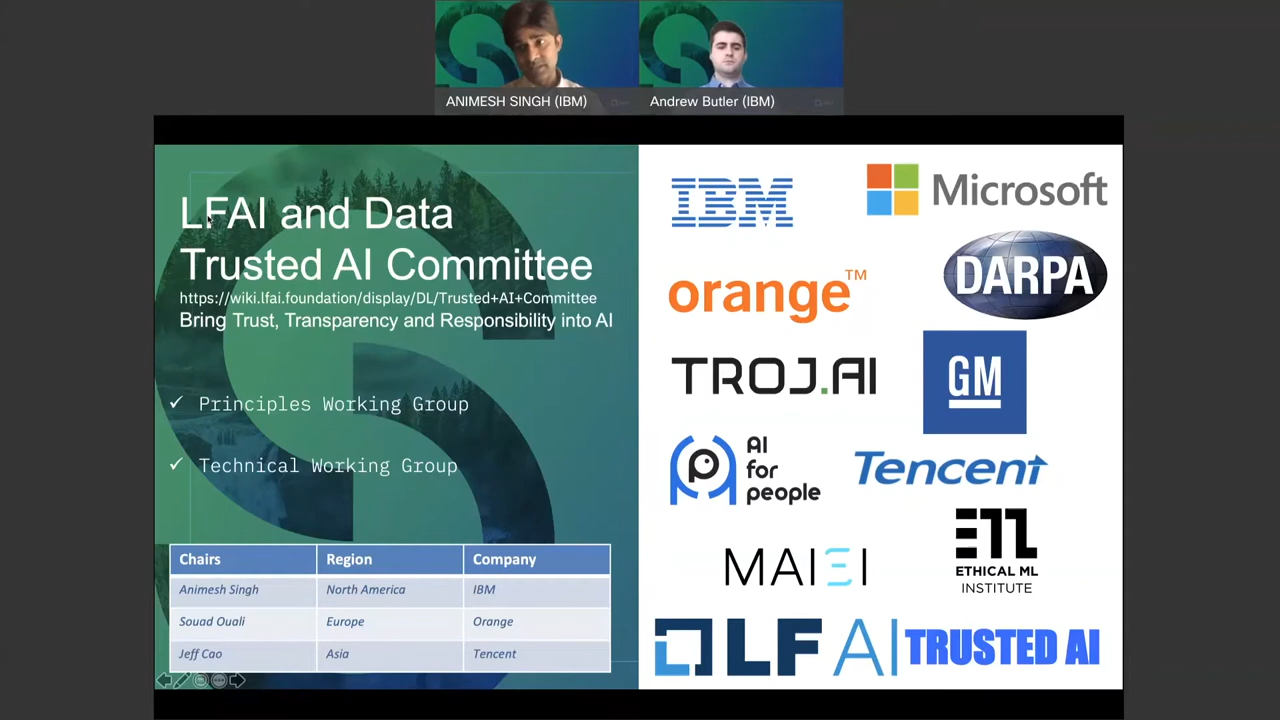 ANIMESH SINGH (IBM)
Andrew Butler (IBM)
LFAI and Data
Trusted AI Committee
https://wiki.lfai.foundation/display/DL/Trusted+AI+Committee
Bring Trust, Transparency and Responsibility into AI
✓ Principles Working Group
✓ Technical Working Group
Chairs Region Company
Animesh Singh North America IBM
Souad Ouali Europe Orange
Jeff Cao Asia Tencent
IBM
Microsoft
orange™
DARPA
TROJ.AI
GM
AI
for
people
Tencent
MAIEI
ETHICAL ML
INSTITUTE
LF AI
TRUSTED AI